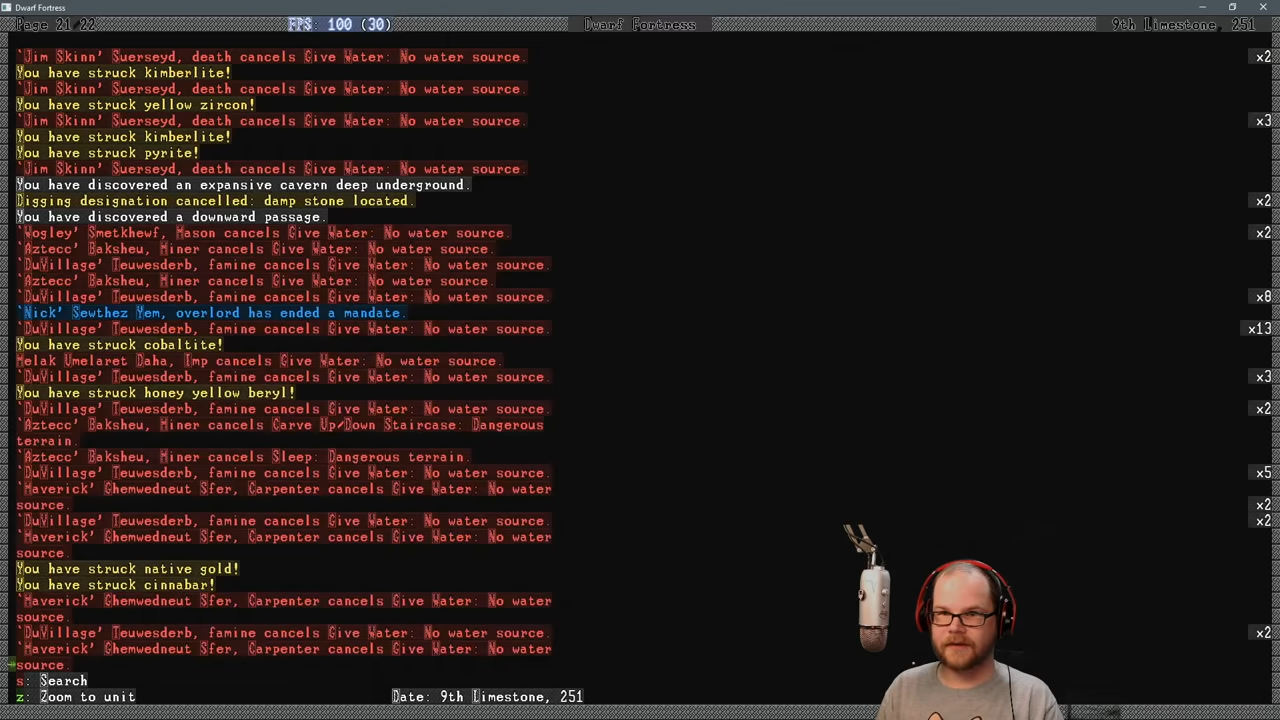 Dwarf Fortress
Page 21/22 FPS: 100 (30) Dwarf Fortress 9th Limestone, 251
`Jim Skinn' Suerseyd, death cancels Give Water: No water source. x2
You have struck kimberlite!
`Jim Skinn' Suerseyd, death cancels Give Water: No water source.
You have struck yellow zircon!
`Jim Skinn' Suerseyd, death cancels Give Water: No water source. x3
You have struck kimberlite!
You have struck pyrite!
`Jim Skinn' Suerseyd, death cancels Give Water: No water source.
You have discovered an expansive cavern deep underground.
Digging designation cancelled: damp stone located. x2
You have discovered a downward passage.
`Wogley' Smetkhewf, Mason cancels Give Water: No water source. x2
`Aztecc' Baksheu, Miner cancels Give Water: No water source.
`DuVillage' Teuwesderb, famine cancels Give Water: No water source.
`Aztecc' Baksheu, Miner cancels Give Water: No water source.
`DuVillage' Teuwesderb, famine cancels Give Water: No water source. x8
`Nick' Sewthez Yem, overlord has ended a mandate.
`DuVillage' Teuwesderb, famine cancels Give Water: No water source. x13
You have struck cobaltite!
Melak Umelaret Daha, Imp cancels Give Water: No water source.
`DuVillage' Teuwesderb, famine cancels Give Water: No water source. x3
You have struck honey yellow beryl!
`DuVillage' Teuwesderb, famine cancels Give Water: No water source. x2
`Aztecc' Baksheu, Miner cancels Carve Up/Down Staircase: Dangerous
terrain.
`Aztecc' Baksheu, Miner cancels Sleep: Dangerous terrain.
`DuVillage' Teuwesderb, famine cancels Give Water: No water source. x5
`Maverick' Ghemwedneut Sfer, Carpenter cancels Give Water: No water
source. x2
`DuVillage' Teuwesderb, famine cancels Give Water: No water source. x2
`Maverick' Ghemwedneut Sfer, Carpenter cancels Give Water: No water
source.
You have struck native gold!
You have struck cinnabar!
`Maverick' Ghemwedneut Sfer, Carpenter cancels Give Water: No water
source.
`DuVillage' Teuwesderb, famine cancels Give Water: No water source. x2
`Maverick' Ghemwedneut Sfer, Carpenter cancels Give Water: No water
source.
s: Search
z: Zoom to unit Date: 9th Limestone, 251